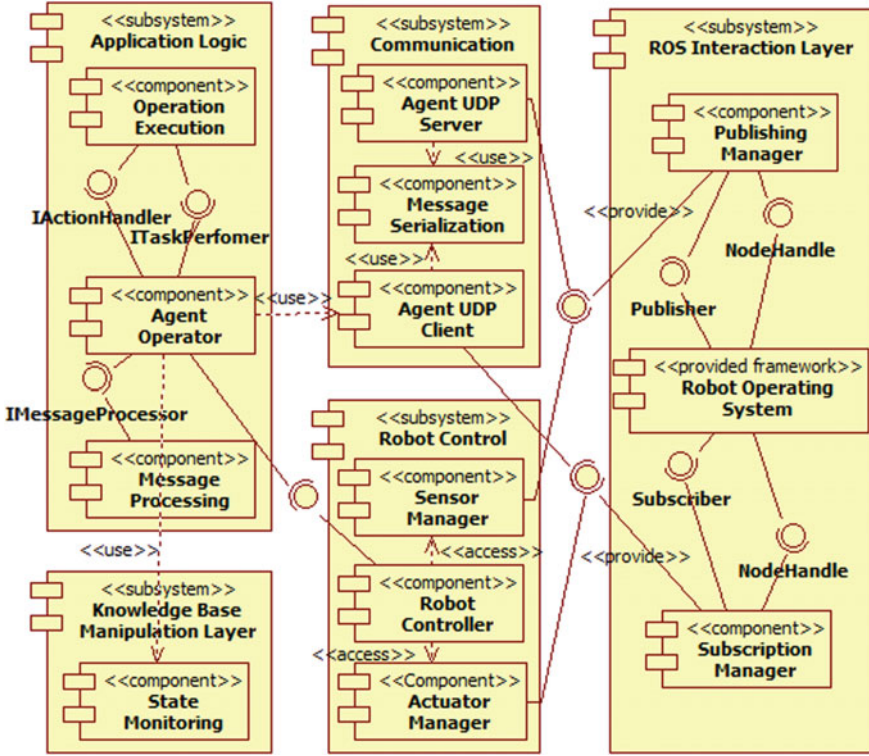 <<subsystem>>
Application Logic
<<component>>
Operation
Execution
IActionHandler
ITaskPerfomer
<<component>>
Agent
Operator
<<use>>
IMessageProcessor
<<component>>
Message
Processing
<<use>>
<<subsystem>>
Knowledge Base
Manipulation Layer
<<component>>
State
Monitoring
<<subsystem>>
Communication
<<component>>
Agent UDP
Server
<<use>>
<<component>>
Message
Serialization
<<use>>
<<component>>
Agent UDP
Client
<<subsystem>>
Robot Control
<<component>>
Sensor
Manager
<<access>>
<<component>>
Robot
Controller
<<access>>
<<Component>>
Actuator
Manager
<<subsystem>>
ROS Interaction Layer
<<component>>
Publishing
Manager
<<provide>>
NodeHandle
Publisher
<<provided framework>>
Robot Operating
System
Subscriber
<<provide>>
NodeHandle
<<component>>
Subscription
Manager